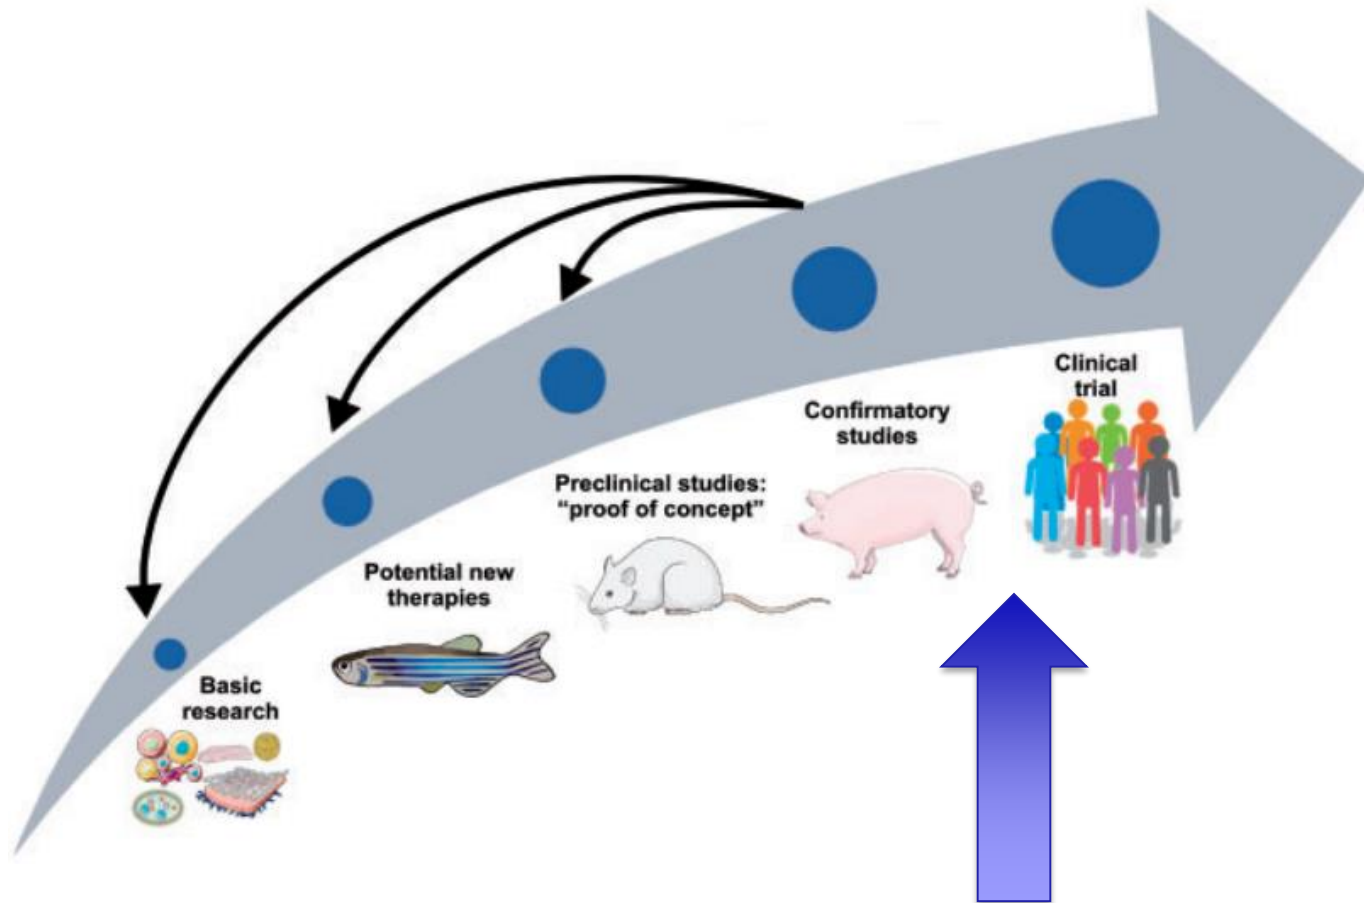 Basic
research
Potential new
therapies
Preclinical studies:
“proof of concept”
Confirmatory
studies
Clinical
trial